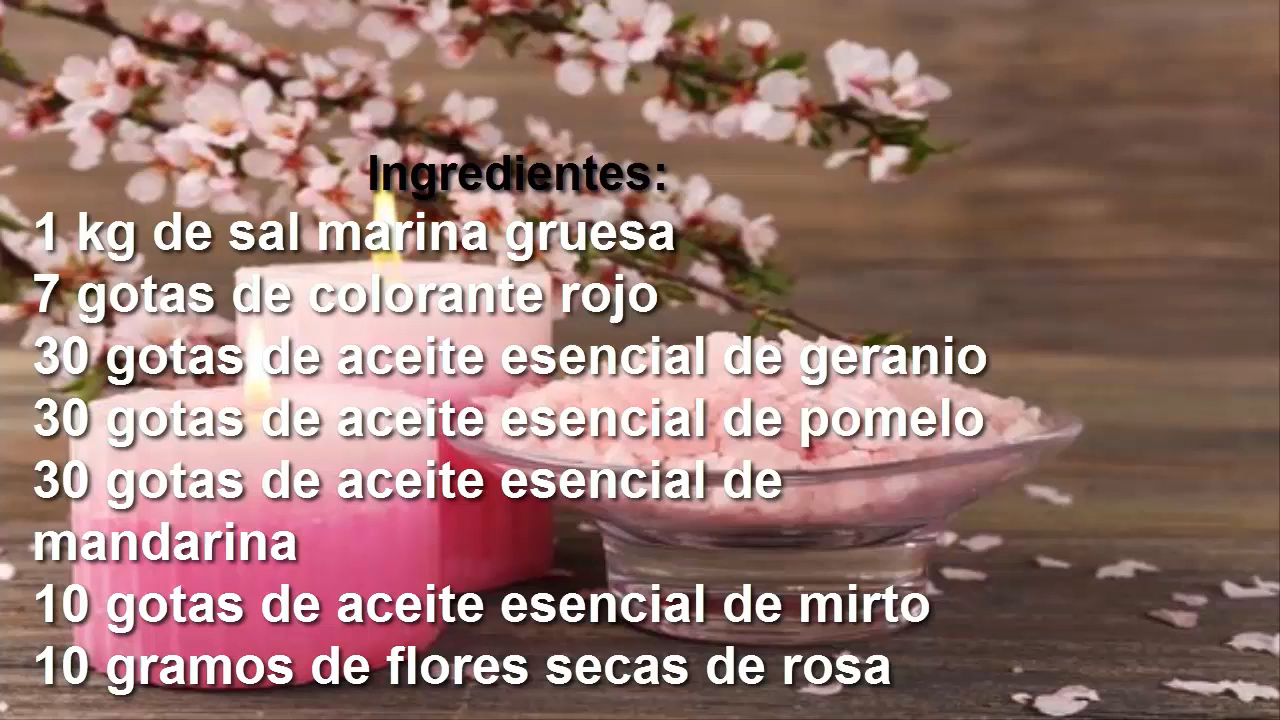 Ingredientes:
1 kg de sal marina gruesa
7 gotas de colorante rojo
30 gotas de aceite esencial de geranio
30 gotas de aceite esencial de pomelo
30 gotas de aceite esencial de
mandarina
10 gotas de aceite esencial de mirto
10 gramos de flores secas de rosa